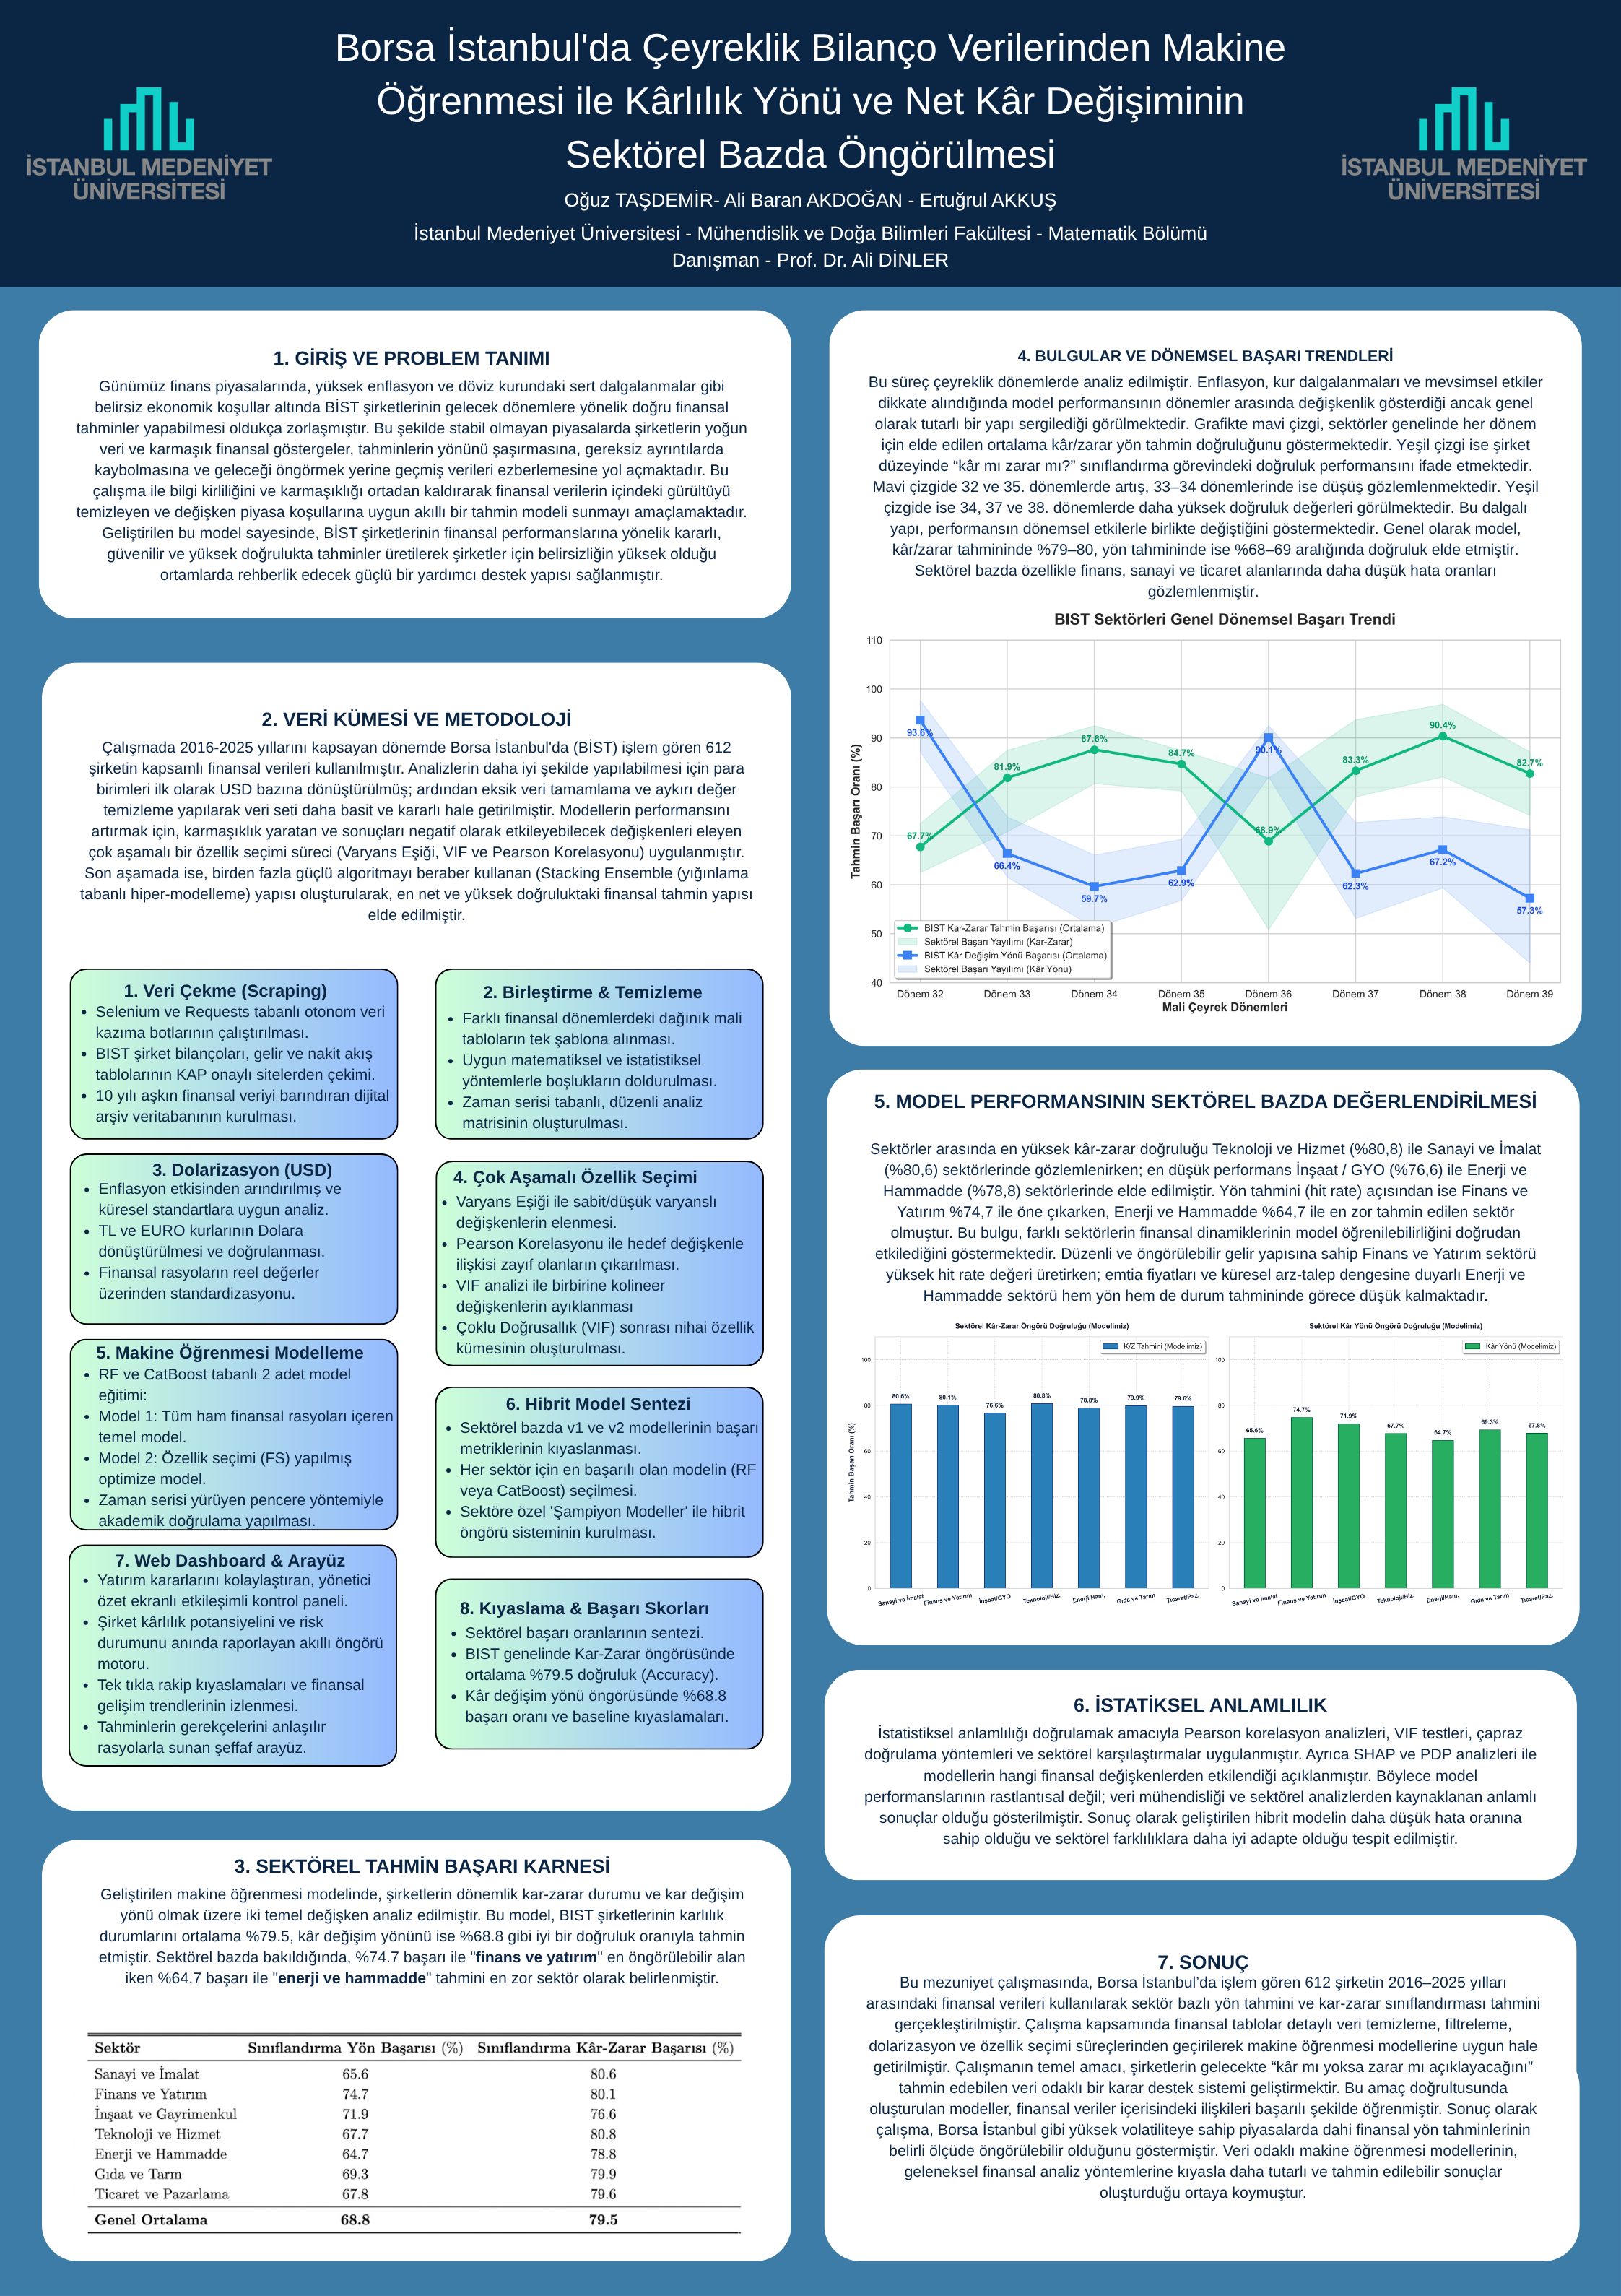 Borsa İstanbul'da Çeyreklik Bilanço Verilerinden Makine
Öğrenmesi ile Kârlılık Yönü ve Net Kâr Değişiminin
Sektörel Bazda Öngörülmesi
İSTANBUL MEDENİYET
ÜNİVERSİTESİ
İSTANBUL MEDENİYET
ÜNİVERSİTESİ
Oğuz TAŞDEMİR- Ali Baran AKDOĞAN - Ertuğrul AKKUŞ
İstanbul Medeniyet Üniversitesi - Mühendislik ve Doğa Bilimleri Fakültesi - Matematik Bölümü
Danışman - Prof. Dr. Ali DİNLER
1. GİRİŞ VE PROBLEM TANIMI
Günümüz finans piyasalarında, yüksek enflasyon ve döviz kurundaki sert dalgalanmalar gibi
belirsiz ekonomik koşullar altında BİST şirketlerinin gelecek dönemlere yönelik doğru finansal
tahminler yapabilmesi oldukça zorlaşmıştır. Bu şekilde stabil olmayan piyasalarda şirketlerin yoğun
veri ve karmaşık finansal göstergeler, tahminlerin yönünü şaşırmasına, gereksiz ayrıntılarda
kaybolmasına ve geleceği öngörmek yerine geçmiş verileri ezberlemesine yol açmaktadır. Bu
çalışma ile bilgi kirliliğini ve karmaşıklığı ortadan kaldırarak finansal verilerin içindeki gürültüyü
temizleyen ve değişken piyasa koşullarına uygun akıllı bir tahmin modeli sunmayı amaçlamaktadır.
Geliştirilen bu model sayesinde, BİST şirketlerinin finansal performanslarına yönelik kararlı,
güvenilir ve yüksek doğrulukta tahminler üretilerek şirketler için belirsizliğin yüksek olduğu
ortamlarda rehberlik edecek güçlü bir yardımcı destek yapısı sağlanmıştır.
2. VERİ KÜMESİ VE METODOLOJİ
Çalışmada 2016-2025 yıllarını kapsayan dönemde Borsa İstanbul'da (BİST) işlem gören 612
şirketin kapsamlı finansal verileri kullanılmıştır. Analizlerin daha iyi şekilde yapılabilmesi için para
birimleri ilk olarak USD bazına dönüştürülmüş; ardından eksik veri tamamlama ve aykırı değer
temizleme yapılarak veri seti daha basit ve kararlı hale getirilmiştir. Modellerin performansını
artırmak için, karmaşıklık yaratan ve sonuçları negatif olarak etkileyebilecek değişkenleri eleyen
çok aşamalı bir özellik seçimi süreci (Varyans Eşiği, VIF ve Pearson Korelasyonu) uygulanmıştır.
Son aşamada ise, birden fazla güçlü algoritmayı beraber kullanan (Stacking Ensemble (yığınlama
tabanlı hiper-modelleme) yapısı oluşturularak, en net ve yüksek doğruluktaki finansal tahmin yapısı
elde edilmiştir.
1. Veri Çekme (Scraping)
• Selenium ve Requests tabanlı otonom veri
kazıma botlarının çalıştırılması.
• BIST şirket bilançoları, gelir ve nakit akış
tablolarının KAP onaylı sitelerden çekimi.
• 10 yılı aşkın finansal veriyi barındıran dijital
arşiv veritabanının kurulması.
2. Birleştirme & Temizleme
• Farklı finansal dönemlerdeki dağınık mali
tabloların tek şablona alınması.
• Uygun matematiksel ve istatistiksel
yöntemlerle boşlukların doldurulması.
• Zaman serisi tabanlı, düzenli analiz
matrisinin oluşturulması.
3. Dolarizasyon (USD)
• Enflasyon etkisinden arındırılmış ve
küresel standartlara uygun analiz.
• TL ve EURO kurlarının Dolara
dönüştürülmesi ve doğrulanması.
• Finansal rasyoların reel değerler
üzerinden standardizasyonu.
4. Çok Aşamalı Özellik Seçimi
• Varyans Eşiği ile sabit/düşük varyanslı
değişkenlerin elenmesi.
• Pearson Korelasyonu ile hedef değişkenle
ilişkisi zayıf olanların çıkarılması.
• VIF analizi ile birbirine kolineer
değişkenlerin ayıklanması
• Çoklu Doğrusallık (VIF) sonrası nihai özellik
kümesinin oluşturulması.
5. Makine Öğrenmesi Modelleme
• RF ve CatBoost tabanlı 2 adet model
eğitimi:
• Model 1: Tüm ham finansal rasyoları içeren
temel model.
• Model 2: Özellik seçimi (FS) yapılmış
optimize model.
• Zaman serisi yürüyen pencere yöntemiyle
akademik doğrulama yapılması.
6. Hibrit Model Sentezi
• Sektörel bazda v1 ve v2 modellerinin başarı
metriklerinin kıyaslanması.
• Her sektör için en başarılı olan modelin (RF
veya CatBoost) seçilmesi.
• Sektöre özel 'Şampiyon Modeller' ile hibrit
öngörü sisteminin kurulması.
7. Web Dashboard & Arayüz
• Yatırım kararlarını kolaylaştıran, yönetici
özet ekranlı etkileşimli kontrol paneli.
• Şirket kârlılık potansiyelini ve risk
durumunu anında raporlayan akıllı öngörü
motoru.
• Tek tıkla rakip kıyaslamaları ve finansal
gelişim trendlerinin izlenmesi.
• Tahminlerin gerekçelerini anlaşılır
rasyolarla sunan şeffaf arayüz.
8. Kıyaslama & Başarı Skorları
• Sektörel başarı oranlarının sentezi.
• BIST genelinde Kar-Zarar öngörüsünde
ortalama %79.5 doğruluk (Accuracy).
• Kâr değişim yönü öngörüsünde %68.8
başarı oranı ve baseline kıyaslamaları.
3. SEKTÖREL TAHMİN BAŞARI KARNESİ
Geliştirilen makine öğrenmesi modelinde, şirketlerin dönemlik kar-zarar durumu ve kar değişim
yönü olmak üzere iki temel değişken analiz edilmiştir. Bu model, BIST şirketlerinin karlılık
durumlarını ortalama %79.5, kâr değişim yönünü ise %68.8 gibi iyi bir doğruluk oranıyla tahmin
etmiştir. Sektörel bazda bakıldığında, %74.7 başarı ile "finans ve yatırım" en öngörülebilir alan
iken %64.7 başarı ile "enerji ve hammadde" tahmini en zor sektör olarak belirlenmiştir.
Sektör Sınıflandırma Yön Başarısı (%) Sınıflandırma Kâr-Zarar Başarısı (%)
Sanayi ve İmalat 65.6 80.6
Finans ve Yatırım 74.7 80.1
İnşaat ve Gayrimenkul 71.9 76.6
Teknoloji ve Hizmet 67.7 80.8
Enerji ve Hammadde 64.7 78.8
Gıda ve Tarm 69.3 79.9
Ticaret ve Pazarlama 67.8 79.6
Genel Ortalama 68.8 79.5
4. BULGULAR VE DÖNEMSEL BAŞARI TRENDLERİ
Bu süreç çeyreklik dönemlerde analiz edilmiştir. Enflasyon, kur dalgalanmaları ve mevsimsel etkiler
dikkate alındığında model performansının dönemler arasında değişkenlik gösterdiği ancak genel
olarak tutarlı bir yapı sergilediği görülmektedir. Grafikte mavi çizgi, sektörler genelinde her dönem
için elde edilen ortalama kâr/zarar yön tahmin doğruluğunu göstermektedir. Yeşil çizgi ise şirket
düzeyinde “kâr mı zarar mı?” sınıflandırma görevindeki doğruluk performansını ifade etmektedir.
Mavi çizgide 32 ve 35. dönemlerde artış, 33–34 dönemlerinde ise düşüş gözlemlenmektedir. Yeşil
çizgide ise 34, 37 ve 38. dönemlerde daha yüksek doğruluk değerleri görülmektedir. Bu dalgalı
yapı, performansın dönemsel etkilerle birlikte değiştiğini göstermektedir. Genel olarak model,
kâr/zarar tahmininde %79–80, yön tahmininde ise %68–69 aralığında doğruluk elde etmiştir.
Sektörel bazda özellikle finans, sanayi ve ticaret alanlarında daha düşük hata oranları
gözlemlenmiştir.
BIST Sektörleri Genel Dönemsel Başarı Trendi
Tahmin Başarı Oranı (%)
110
100
90
80
70
60
50
40
93.6% 66.4% 59.7% 62.9% 90.1% 62.3% 67.2% 57.3%
67.7% 81.9% 87.6% 84.7% 68.9% 83.3% 90.4% 82.7%
BIST Kar-Zarar Tahmin Başarısı (Ortalama)
Sektörel Başarı Yayılımı (Kar-Zarar)
BIST Kâr Değişim Yönü Başarısı (Ortalama)
Sektörel Başarı Yayılımı (Kâr Yönü)
Dönem 32 Dönem 33 Dönem 34 Dönem 35 Dönem 36 Dönem 37 Dönem 38 Dönem 39
Mali Çeyrek Dönemleri
5. MODEL PERFORMANSININ SEKTÖREL BAZDA DEĞERLENDİRİLMESİ
Sektörler arasında en yüksek kâr-zarar doğruluğu Teknoloji ve Hizmet (%80,8) ile Sanayi ve İmalat
(%80,6) sektörlerinde gözlemlenirken; en düşük performans İnşaat / GYO (%76,6) ile Enerji ve
Hammadde (%78,8) sektörlerinde elde edilmiştir. Yön tahmini (hit rate) açısından ise Finans ve
Yatırım %74,7 ile öne çıkarken, Enerji ve Hammadde %64,7 ile en zor tahmin edilen sektör
olmuştur. Bu bulgu, farklı sektörlerin finansal dinamiklerinin model öğrenilebilirliğini doğrudan
etkilediğini göstermektedir. Düzenli ve öngörülebilir gelir yapısına sahip Finans ve Yatırım sektörü
yüksek hit rate değeri üretirken; emtia fiyatları ve küresel arz-talep dengesine duyarlı Enerji ve
Hammadde sektörü hem yön hem de durum tahmininde görece düşük kalmaktadır.
Sektörel Kâr-Zarar Öngörü Doğruluğu (Modelimiz)
K/Z Tahmini (Modelimiz)
Tahmin Başarı Oranı (%)
100
80
60
40
20
0
80.6% 80.1% 76.6% 80.8% 78.8% 79.9% 79.6%
Sanayi ve İmalat Finans ve Yatırım İnşaat/GYO Teknoloji/Hiz. Enerji/Ham. Gıda ve Tarım Ticaret/Paz.
Sektörel Kâr Yönü Öngörü Doğruluğu (Modelimiz)
Kâr Yönü (Modelimiz)
100
80
60
40
20
0
65.6% 74.7% 71.9% 67.7% 64.7% 69.3% 67.8%
Sanayi ve İmalat Finans ve Yatırım İnşaat/GYO Teknoloji/Hiz. Enerji/Ham. Gıda ve Tarım Ticaret/Paz.
6. İSTATİKSEL ANLAMLILIK
İstatistiksel anlamlılığı doğrulamak amacıyla Pearson korelasyon analizleri, VIF testleri, çapraz
doğrulama yöntemleri ve sektörel karşılaştırmalar uygulanmıştır. Ayrıca SHAP ve PDP analizleri ile
modellerin hangi finansal değişkenlerden etkilendiği açıklanmıştır. Böylece model
performanslarının rastlantısal değil; veri mühendisliği ve sektörel analizlerden kaynaklanan anlamlı
sonuçlar olduğu gösterilmiştir. Sonuç olarak geliştirilen hibrit modelin daha düşük hata oranına
sahip olduğu ve sektörel farklılıklara daha iyi adapte olduğu tespit edilmiştir.
7. SONUÇ
Bu mezuniyet çalışmasında, Borsa İstanbul’da işlem gören 612 şirketin 2016–2025 yılları
arasındaki finansal verileri kullanılarak sektör bazlı yön tahmini ve kar-zarar sınıflandırması tahmini
gerçekleştirilmiştir. Çalışma kapsamında finansal tablolar detaylı veri temizleme, filtreleme,
dolarizasyon ve özellik seçimi süreçlerinden geçirilerek makine öğrenmesi modellerine uygun hale
getirilmiştir. Çalışmanın temel amacı, şirketlerin gelecekte “kâr mı yoksa zarar mı açıklayacağını”
tahmin edebilen veri odaklı bir karar destek sistemi geliştirmektir. Bu amaç doğrultusunda
oluşturulan modeller, finansal veriler içerisindeki ilişkileri başarılı şekilde öğrenmiştir. Sonuç olarak
çalışma, Borsa İstanbul gibi yüksek volatiliteye sahip piyasalarda dahi finansal yön tahminlerinin
belirli ölçüde öngörülebilir olduğunu göstermiştir. Veri odaklı makine öğrenmesi modellerinin,
geleneksel finansal analiz yöntemlerine kıyasla daha tutarlı ve tahmin edilebilir sonuçlar
oluşturduğu ortaya koymuştur.